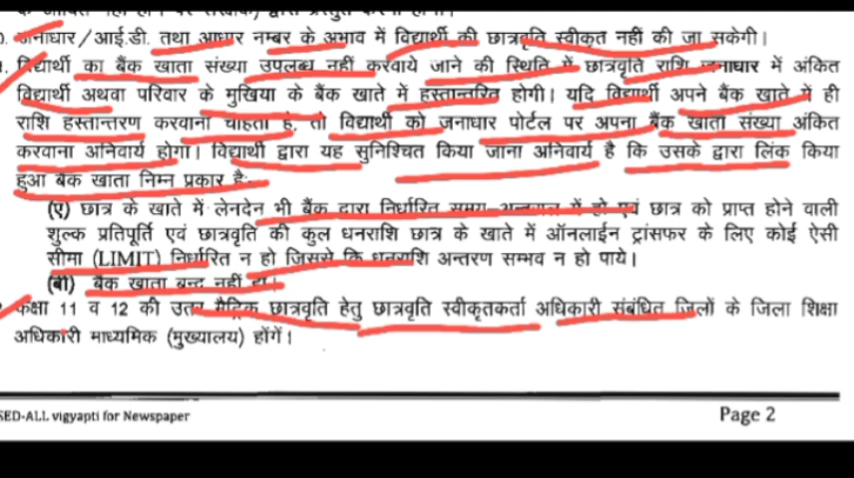 जनाधार/आई.डी. तथा आधार नम्बर के अभाव में विद्यार्थी की छात्रवृति स्वीकृत नहीं की जा सकेगी।
विद्यार्थी का बैंक खाता संख्या उपलब्ध नहीं करवाये जाने की स्थिति में छात्रवृति राशि जनाधार में अंकित
विद्यार्थी अथवा परिवार के मुखिया के बैंक खाते में हस्तान्तरित होगी। यदि विद्यार्थी अपने बैंक खाते में ही
राशि हस्तान्तरण करवाना चाहता है, तो विद्यार्थी को जनाधार पोर्टल पर अपना बैंक खाता संख्या अंकित
करवाना अनिवार्य होगा। विद्यार्थी द्वारा यह सुनिश्चित किया जाना अनिवार्य है कि उसके द्वारा लिंक किया
हुआ बैंक खाता निम्न प्रकार है:-
(ए) छात्र के खाते में लेनदेन भी बैंक द्वारा निर्धारित समय अन्तराल में हो एवं छात्र को प्राप्त होने वाली
शुल्क प्रतिपूर्ति एवं छात्रवृति की कुल धनराशि छात्र के खाते में ऑनलाईन ट्रांसफर के लिए कोई ऐसी
सीमा (LIMIT) निर्धारित न हो जिससे कि धनराशि अन्तरण सम्भव न हो पाये।
(बी) बैंक खाता बन्द नहीं हो।
कक्षा 11 व 12 की उत्तर मैट्रिक छात्रवृति हेतु छात्रवृति स्वीकृतकर्ता अधिकारी संबंधित जिलों के जिला शिक्षा
अधिकारी माध्यमिक (मुख्यालय) होंगें।
SED-ALL vigyapti for Newspaper
Page 2